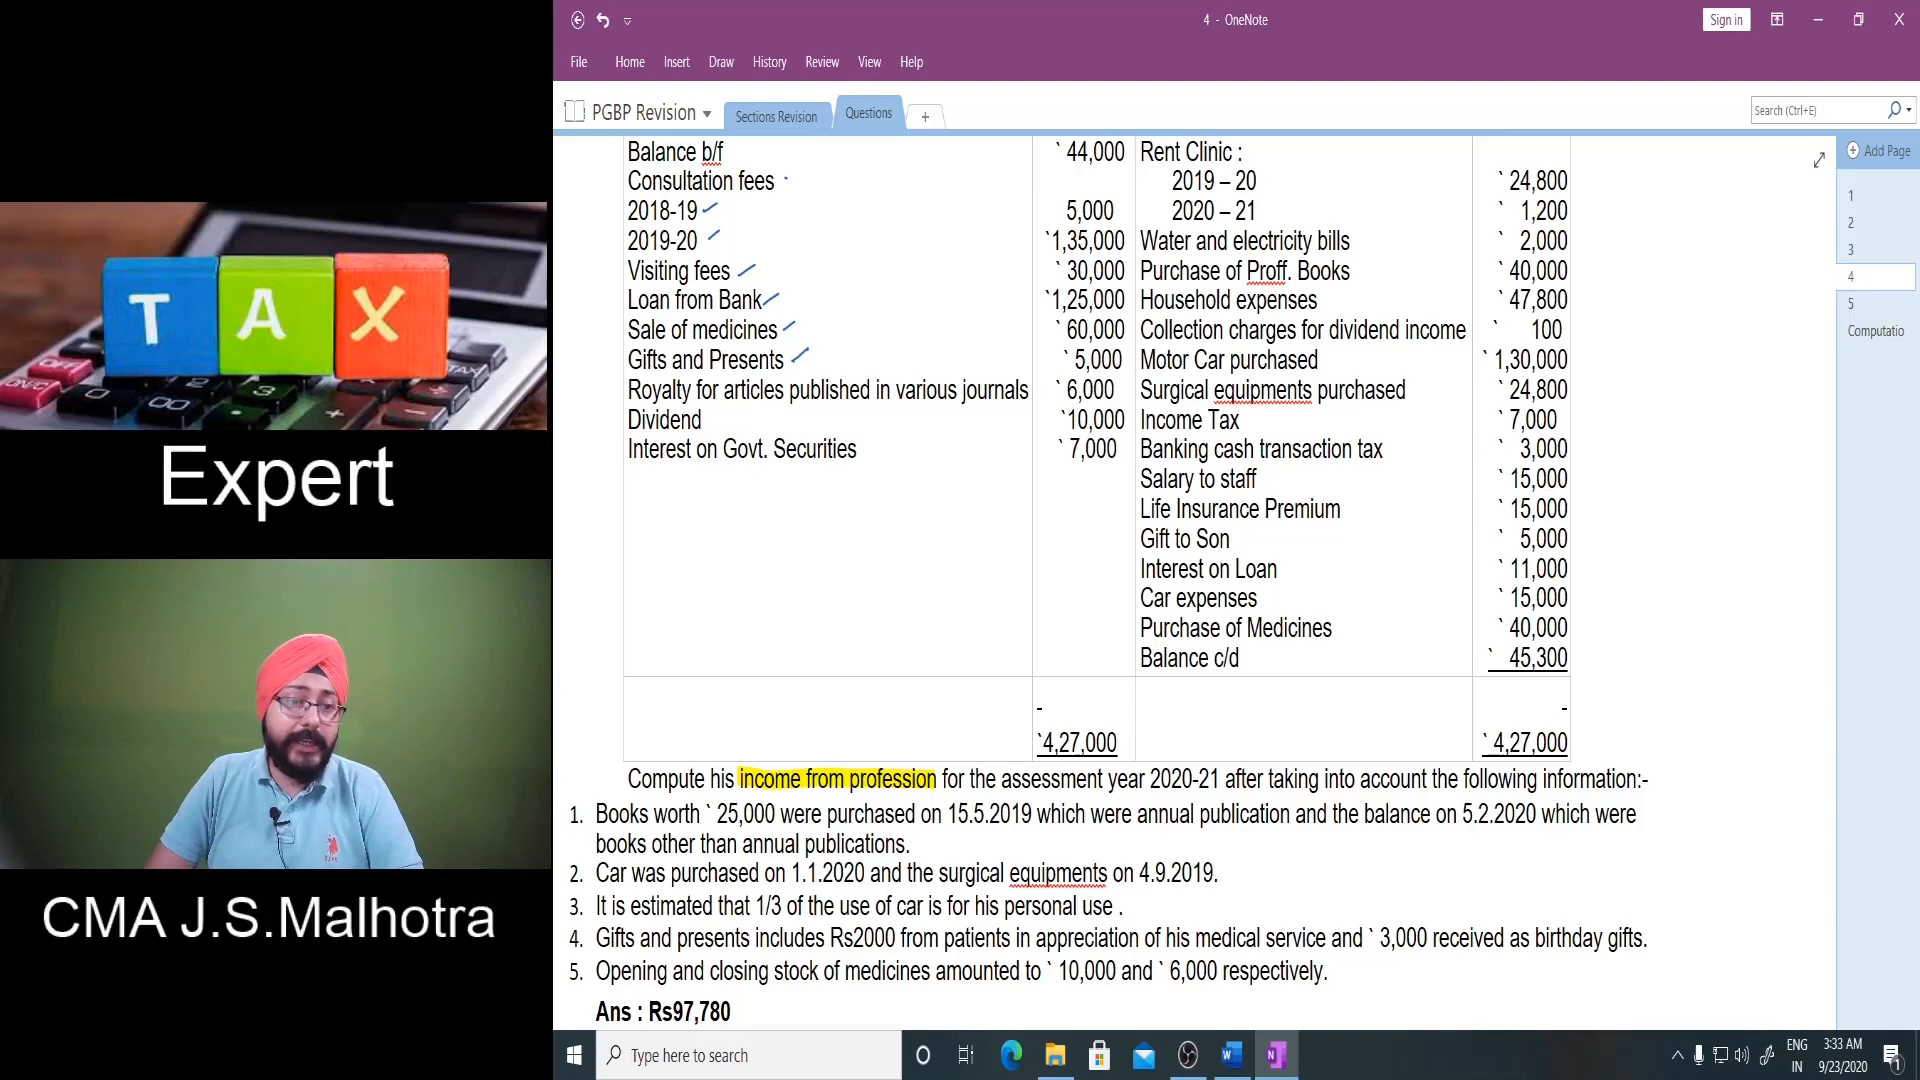 4 - OneNote
Sign in
File Home Insert Draw History Review View Help
PGBP Revision
Sections Revision
Questions
+
Search (Ctrl+E)
Add Page
1
2
3
4
5
Computatio
Balance b/f ` 44,000 Rent Clinic :
Consultation fees 2019 – 20 ` 24,800
2018-19 5,000 2020 – 21 ` 1,200
2019-20 `1,35,000 Water and electricity bills ` 2,000
Visiting fees ` 30,000 Purchase of Proff. Books ` 40,000
Loan from Bank `1,25,000 Household expenses ` 47,800
Sale of medicines ` 60,000 Collection charges for dividend income ` 100
Gifts and Presents ` 5,000 Motor Car purchased ` 1,30,000
Royalty for articles published in various journals ` 6,000 Surgical equipments purchased ` 24,800
Dividend `10,000 Income Tax ` 7,000
Interest on Govt. Securities ` 7,000 Banking cash transaction tax ` 3,000
Salary to staff ` 15,000
Life Insurance Premium ` 15,000
Gift to Son ` 5,000
Interest on Loan ` 11,000
Car expenses ` 15,000
Purchase of Medicines ` 40,000
Balance c/d ` 45,300
- -
`4,27,000 ` 4,27,000
Compute his income from profession for the assessment year 2020-21 after taking into account the following information:-
1. Books worth ` 25,000 were purchased on 15.5.2019 which were annual publication and the balance on 5.2.2020 which were
books other than annual publications.
2. Car was purchased on 1.1.2020 and the surgical equipments on 4.9.2019.
3. It is estimated that 1/3 of the use of car is for his personal use .
4. Gifts and presents includes Rs2000 from patients in appreciation of his medical service and ` 3,000 received as birthday gifts.
5. Opening and closing stock of medicines amounted to ` 10,000 and ` 6,000 respectively.
Ans : Rs97,780
Type here to search
ENG
IN
3:33 AM
9/23/2020
1
T A X
ON/C
OFF
TAX
00
3
Expert
CMA J.S.Malhotra